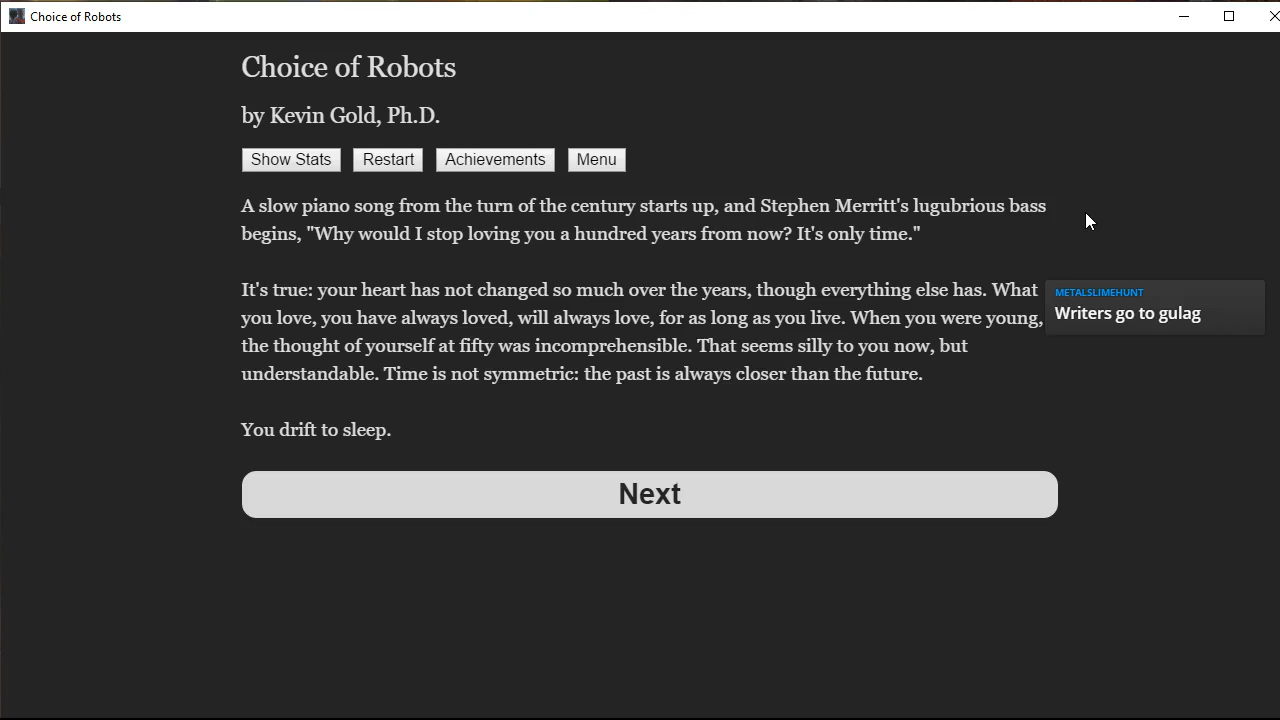 Choice of Robots
Choice of Robots
by Kevin Gold, Ph.D.
Show Stats Restart Achievements Menu
A slow piano song from the turn of the century starts up, and Stephen Merritt's lugubrious bass
begins, "Why would I stop loving you a hundred years from now? It's only time."
It's true: your heart has not changed so much over the years, though everything else has. What
you love, you have always loved, will always love, for as long as you live. When you were young,
the thought of yourself at fifty was incomprehensible. That seems silly to you now, but
understandable. Time is not symmetric: the past is always closer than the future.
METALSLIMEHUNT
Writers go to gulag
You drift to sleep.
Next